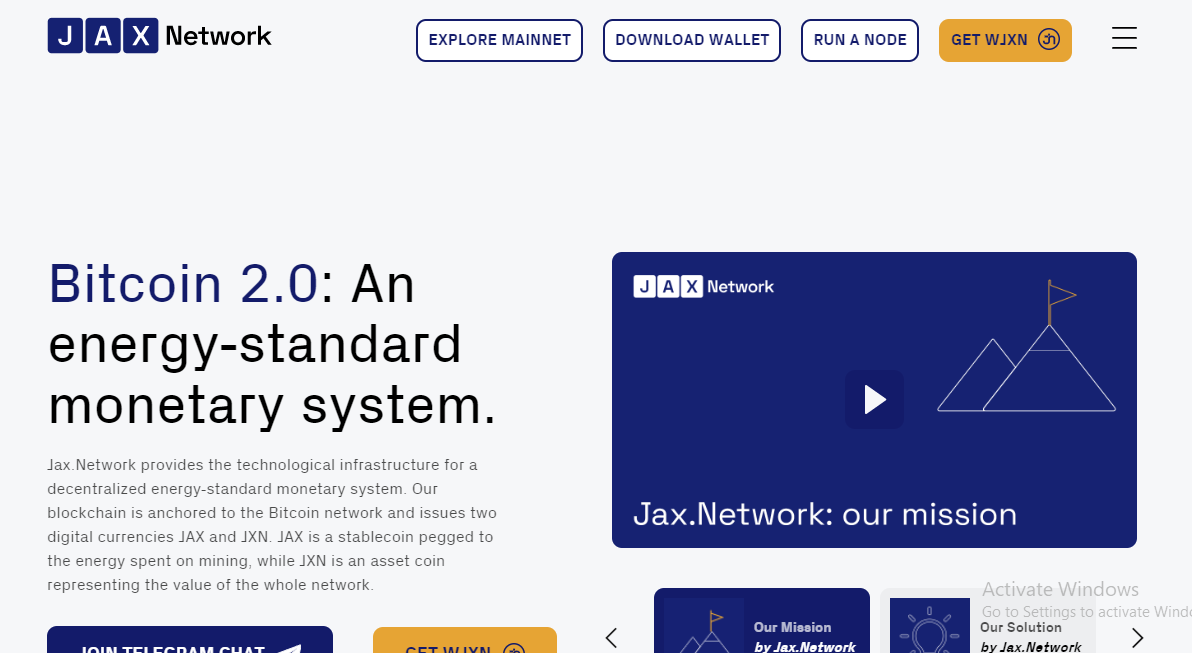 JAX Network
EXPLORE MAINNET
DOWNLOAD WALLET
RUN A NODE
GET WJXN
Bitcoin 2.0: An
energy-standard
monetary system.
Jax.Network provides the technological infrastructure for a
decentralized energy-standard monetary system. Our
blockchain is anchored to the Bitcoin network and issues two
digital currencies JAX and JXN. JAX is a stablecoin pegged to
the energy spent on mining, while JXN is an asset coin
representing the value of the whole network.
JOIN TELEGRAM CHAT
GET WJXN
JAX Network
Jax.Network: our mission
Our Mission
by Jax.Network
Our Solution
by Jax.Network
Activate Windows
Go to Settings to activate Windo